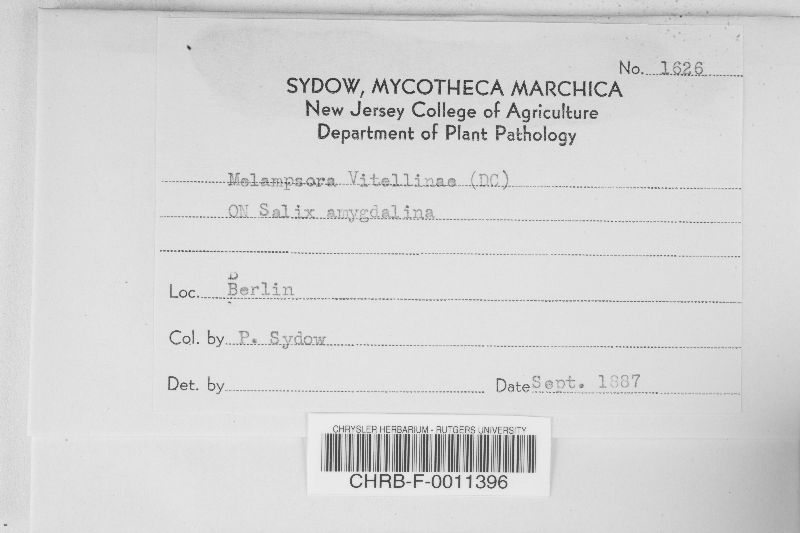 No. 1626
SYDOW, MYCOTHECA MARCHICA
New Jersey College of Agriculture
Department of Plant Pathology
Melampsora Vitellinae (DC)
ON Salix amygdalina
Loc. Berlin
Col. by P. Sydow
Det. by
Date Sept. 1887
CHRYSLER HERBARIUM - RUTGERS UNIVERSITY
CHRB-F-0011396